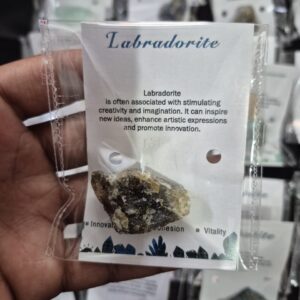 Labradorite
Labradorite
is often associated with stimulating
creativity and imagination. It can inspire
new ideas, enhance artistic expressions
and promote innovation.
• Vitality